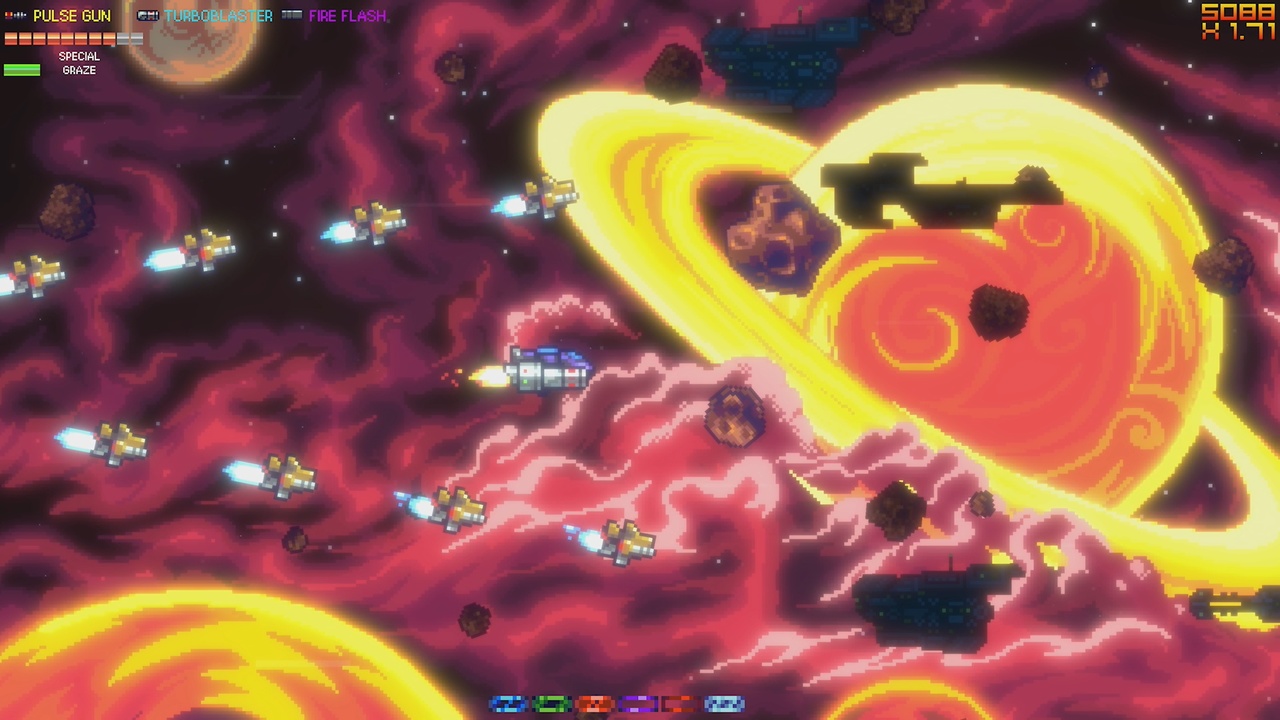 PULSE GUN TURBOBLASTER FIRE FLASH
SPECIAL
GRAZE
5088
X 1.71